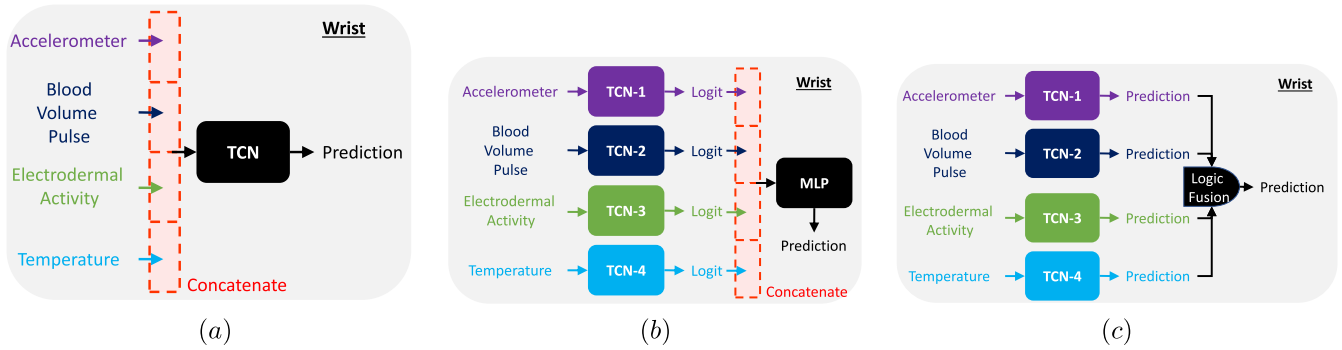 Wrist
Accelerometer
Blood
Volume
Pulse
Electrodermal
Activity
Temperature
TCN
Prediction
Concatenate
(a)
Wrist
Accelerometer
TCN-1
Logit
Blood
Volume
Pulse
TCN-2
Logit
Electrodermal
Activity
TCN-3
Logit
Temperature
TCN-4
Logit
MLP
Prediction
Concatenate
(b)
Wrist
Accelerometer
TCN-1
Prediction
Blood
Volume
Pulse
TCN-2
Prediction
Electrodermal
Activity
TCN-3
Prediction
Temperature
TCN-4
Prediction
Logic
Fusion
Prediction
(c)